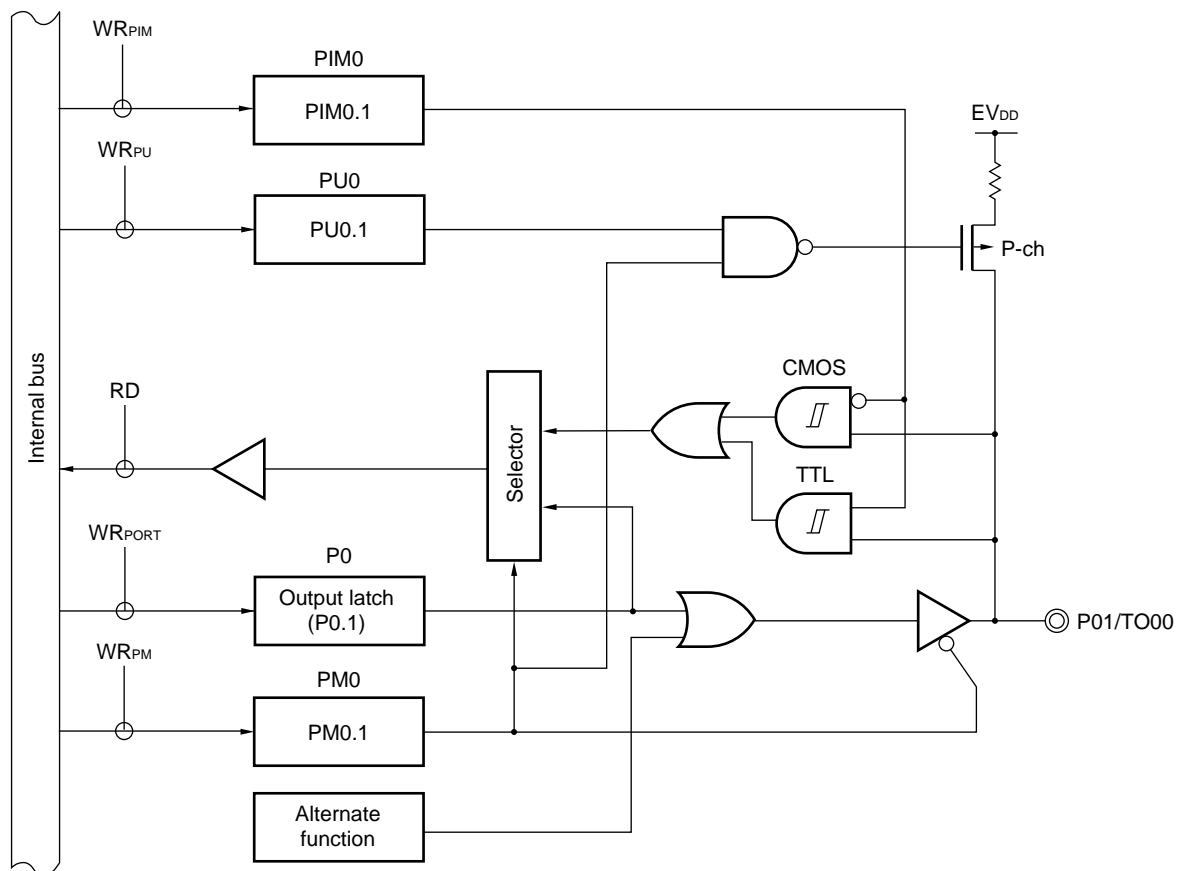 WRPIM
PIM0
PIM0.1
EVDD
WRPU
PU0
PU0.1
P-ch
Internal bus
RD
Selector
CMOS
TTL
WRPORT
P0
Output latch
(P0.1)
P01/TO00
WRPM
PM0
PM0.1
Alternate
function